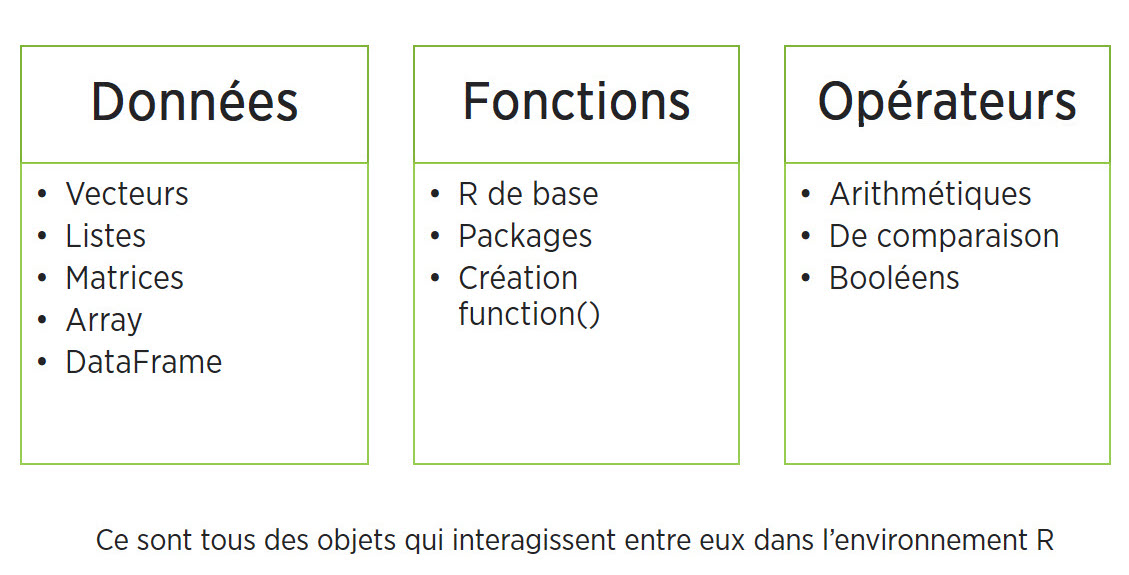 Données
• Vecteurs
• Listes
• Matrices
• Array
• DataFrame
Fonctions
• R de base
• Packages
• Création
function()
Opérateurs
• Arithmétiques
• De comparaison
• Booléens
Ce sont tous des objets qui interagissent entre eux dans l’environnement R